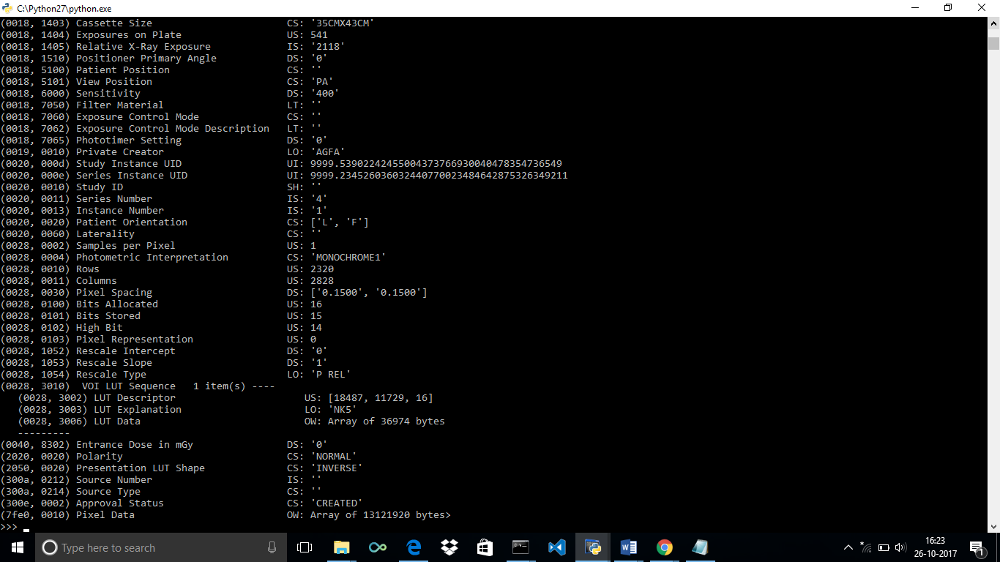 C:\Python27\python.exe
(0018, 1403) Cassette Size CS: '35CMX43CM'
(0018, 1404) Exposures on Plate US: 541
(0018, 1405) Relative X-Ray Exposure IS: '2118'
(0018, 1510) Positioner Primary Angle DS: '0'
(0018, 5100) Patient Position CS: ''
(0018, 5101) View Position CS: 'PA'
(0018, 6000) Sensitivity DS: '400'
(0018, 7050) Filter Material LT: ''
(0018, 7060) Exposure Control Mode CS: ''
(0018, 7062) Exposure Control Mode Description LT: ''
(0018, 7065) Phototimer Setting DS: '0'
(0019, 0010) Private Creator LO: 'AGFA'
(0020, 000d) Study Instance UID UI: 9999.53902242455004373766930040478354736549
(0020, 000e) Series Instance UID UI: 9999.234526036032440770023484642875326349211
(0020, 0010) Study ID SH: ''
(0020, 0011) Series Number IS: '4'
(0020, 0013) Instance Number IS: '1'
(0020, 0020) Patient Orientation CS: ['L', 'F']
(0020, 0060) Laterality CS: ''
(0028, 0002) Samples per Pixel US: 1
(0028, 0004) Photometric Interpretation CS: 'MONOCHROME1'
(0028, 0010) Rows US: 2320
(0028, 0011) Columns US: 2828
(0028, 0030) Pixel Spacing DS: ['0.1500', '0.1500']
(0028, 0100) Bits Allocated US: 16
(0028, 0101) Bits Stored US: 15
(0028, 0102) High Bit US: 14
(0028, 0103) Pixel Representation US: 0
(0028, 1052) Rescale Intercept DS: '0'
(0028, 1053) Rescale Slope DS: '1'
(0028, 1054) Rescale Type LO: 'P REL'
(0028, 3010) VOI LUT Sequence 1 item(s) ----
(0028, 3002) LUT Descriptor US: [18487, 11729, 16]
(0028, 3003) LUT Explanation LO: 'NK5'
(0028, 3006) LUT Data OW: Array of 36974 bytes
---------
(0040, 8302) Entrance Dose in mGy DS: '0'
(2020, 0020) Polarity CS: 'NORMAL'
(2050, 0020) Presentation LUT Shape CS: 'INVERSE'
(300a, 0212) Source Number IS: ''
(300a, 0214) Source Type CS: ''
(300e, 0002) Approval Status CS: 'CREATED'
(7fe0, 0010) Pixel Data OW: Array of 13121920 bytes>
>>> _
Type here to search
16:23
26-10-2017
1